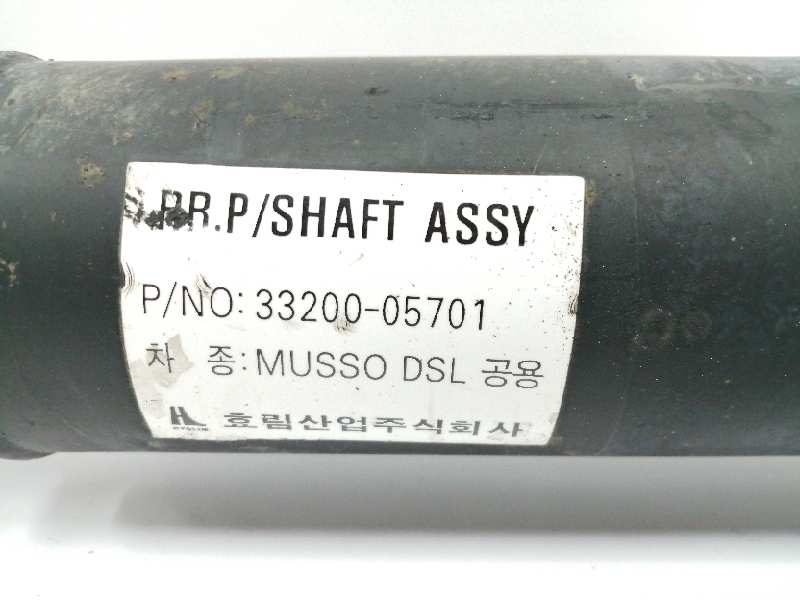 RR.P/SHAFT ASSY
P/NO: 33200-05701
차 종: MUSSO DSL 공용
효림산업주식회사